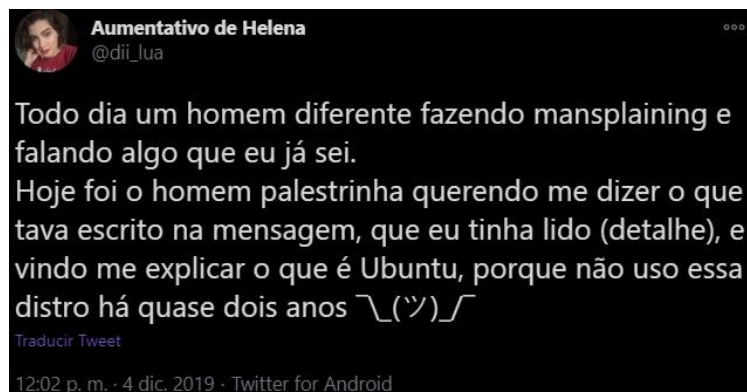 Aumentativo de Helena
@dii_lua
Todo dia um homem diferente fazendo mansplaining e
falando algo que eu já sei.
Hoje foi o homem palestrinha querendo me dizer o que
tava escrito na mensagem, que eu tinha lido (detalhe), e
vindo me explicar o que é Ubuntu, porque não uso essa
distro há quase dois anos ¯\_(ツ)_/¯
Traducir Tweet
12:02 p. m. · 4 dic. 2019 · Twitter for Android